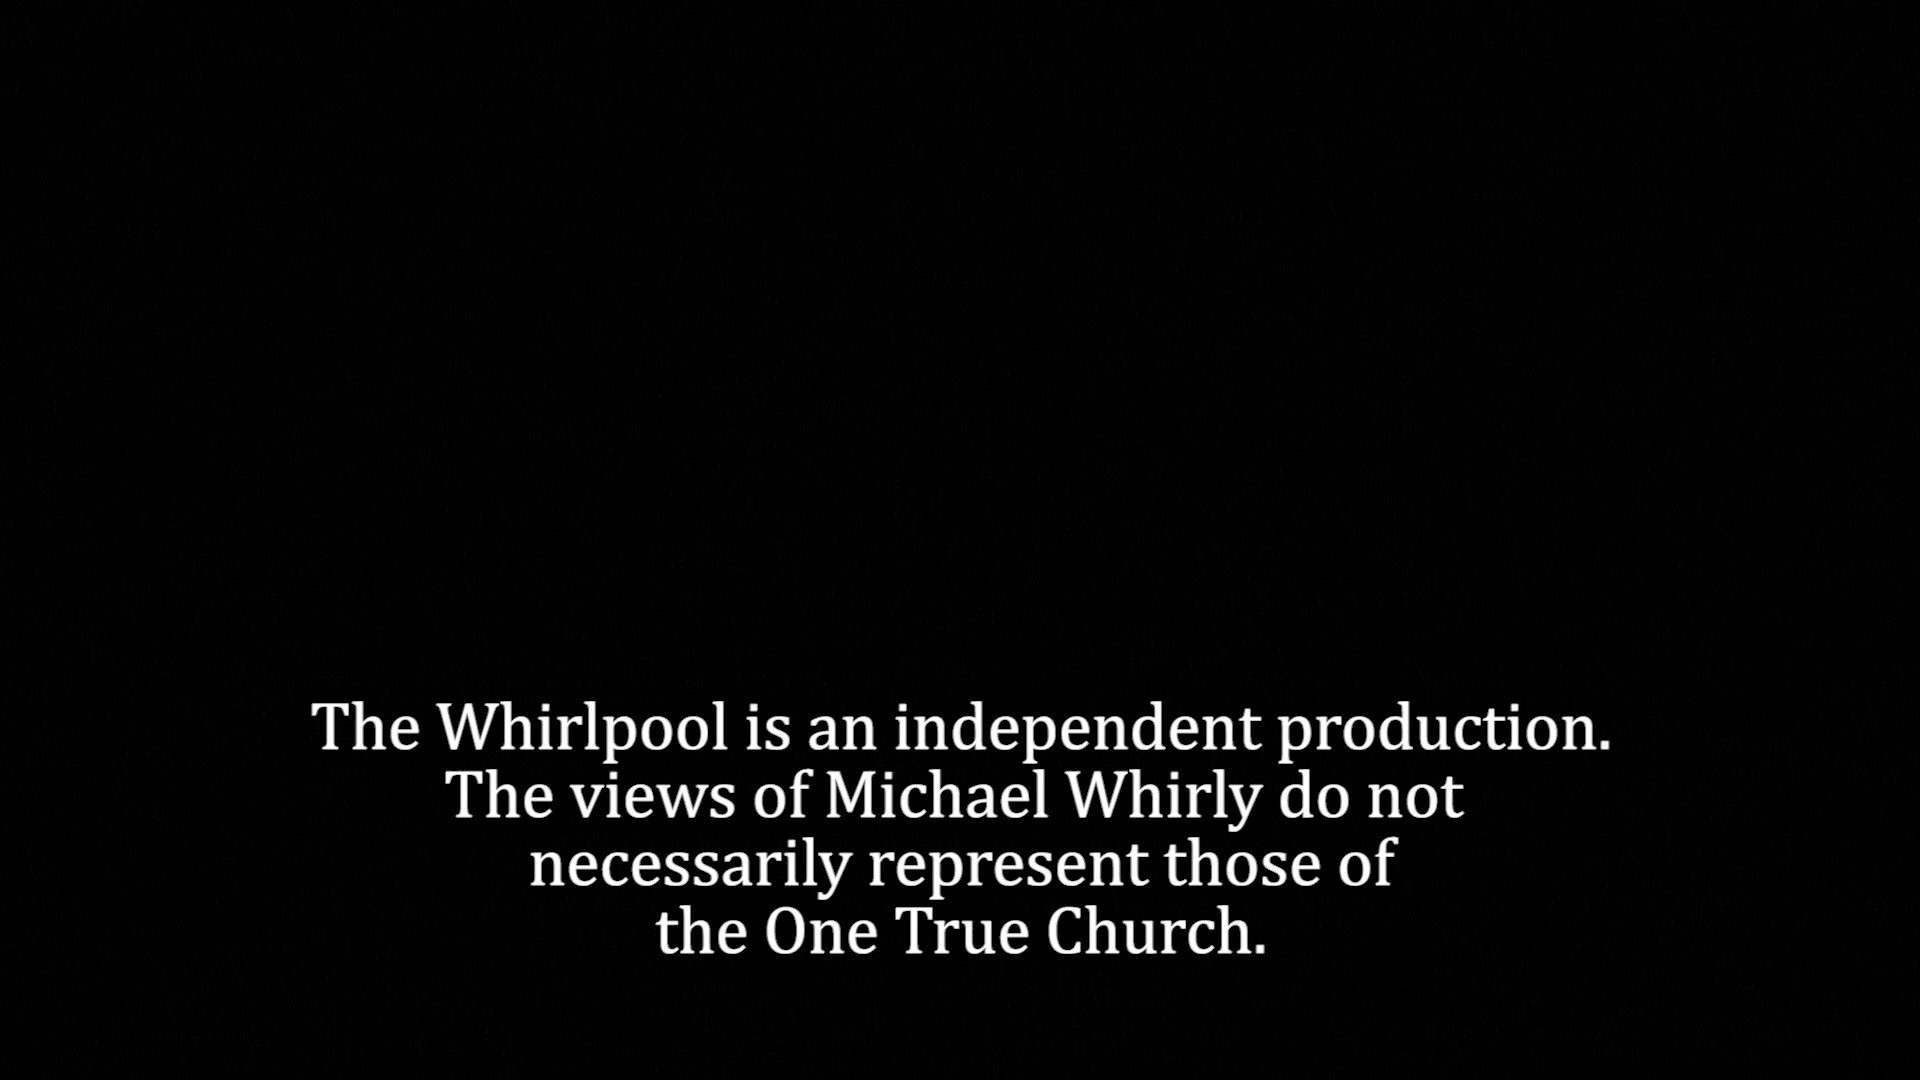 The Whirlpool is an independent production.
The views of Michael Whirly do not
necessarily represent those of
the One True Church.